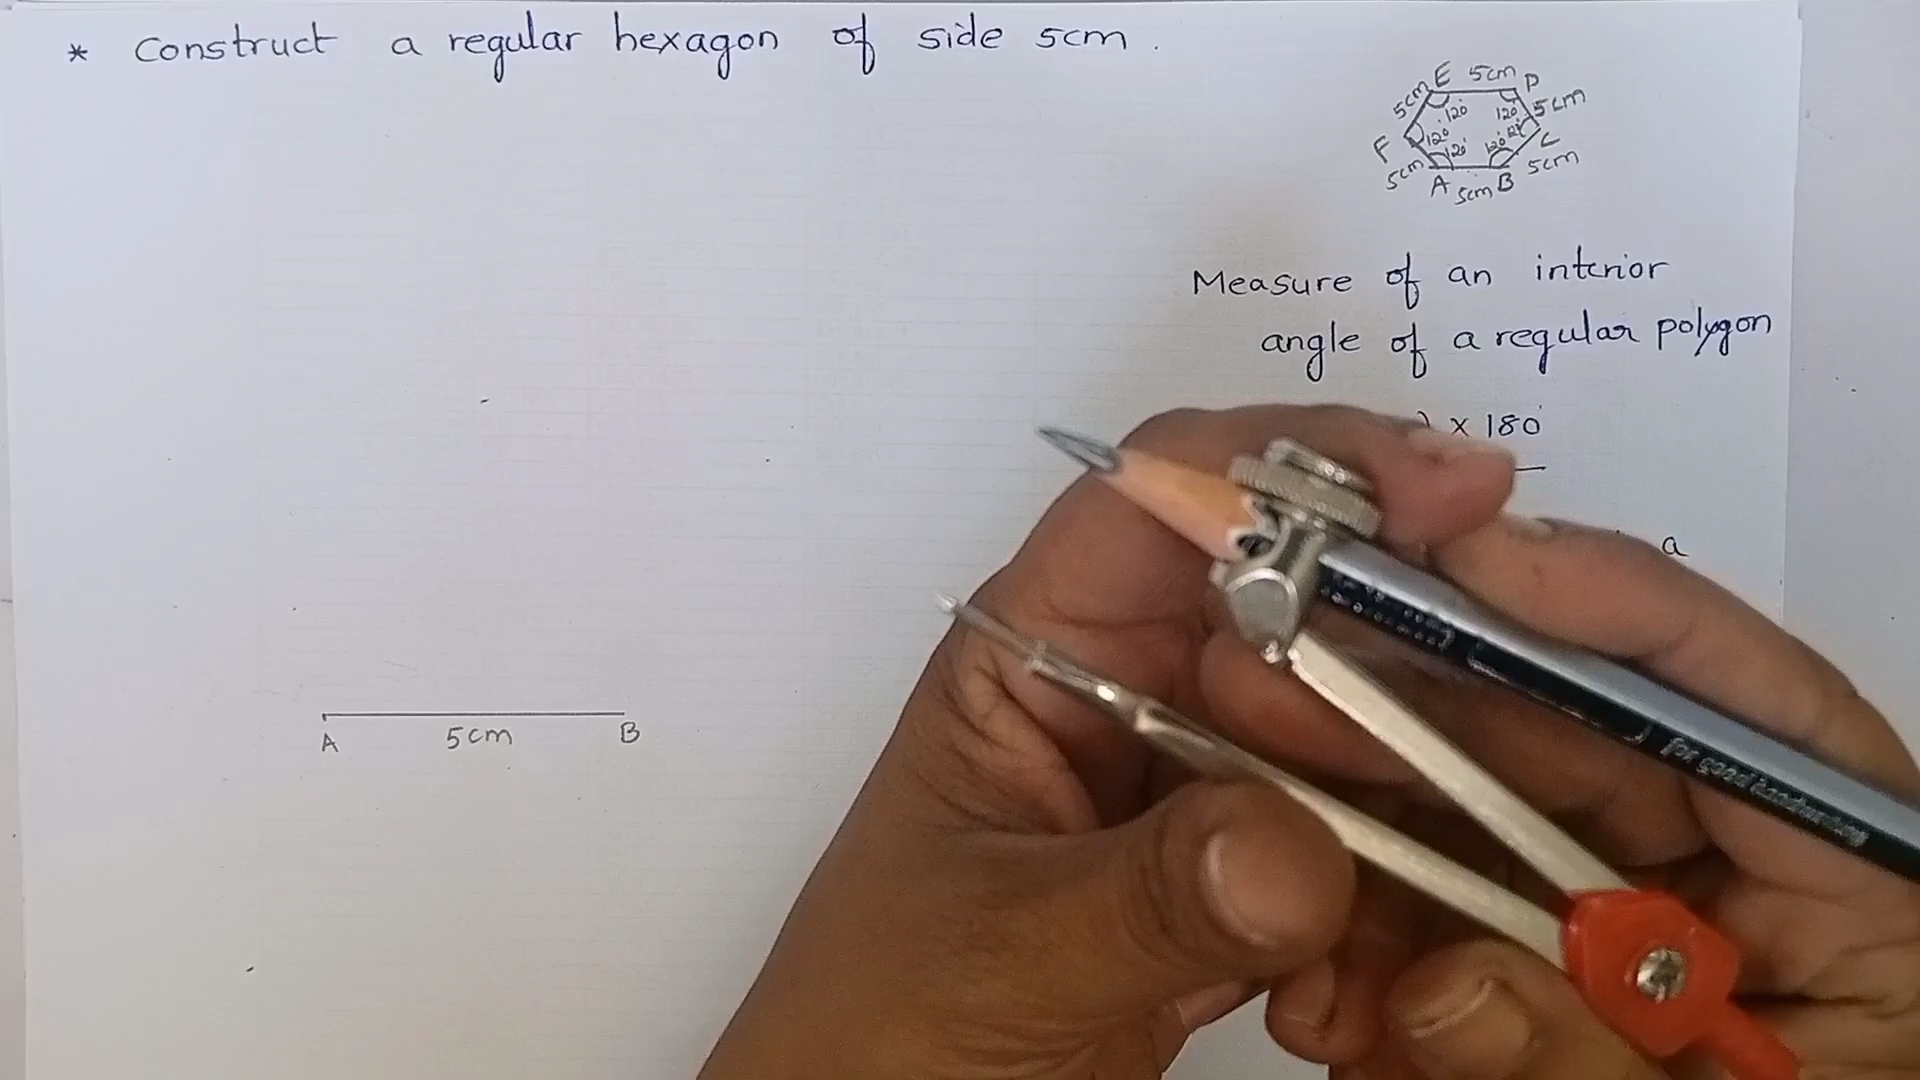 * Construct a regular hexagon of side 5cm.
E 5cm D
5cm 120° 120° 5cm
F 120° 120° 120° C
5cm A 5cm B 5cm
Measure of an interior
angle of a regular polygon
) x 180°
a
A 5cm B
for good handwriting